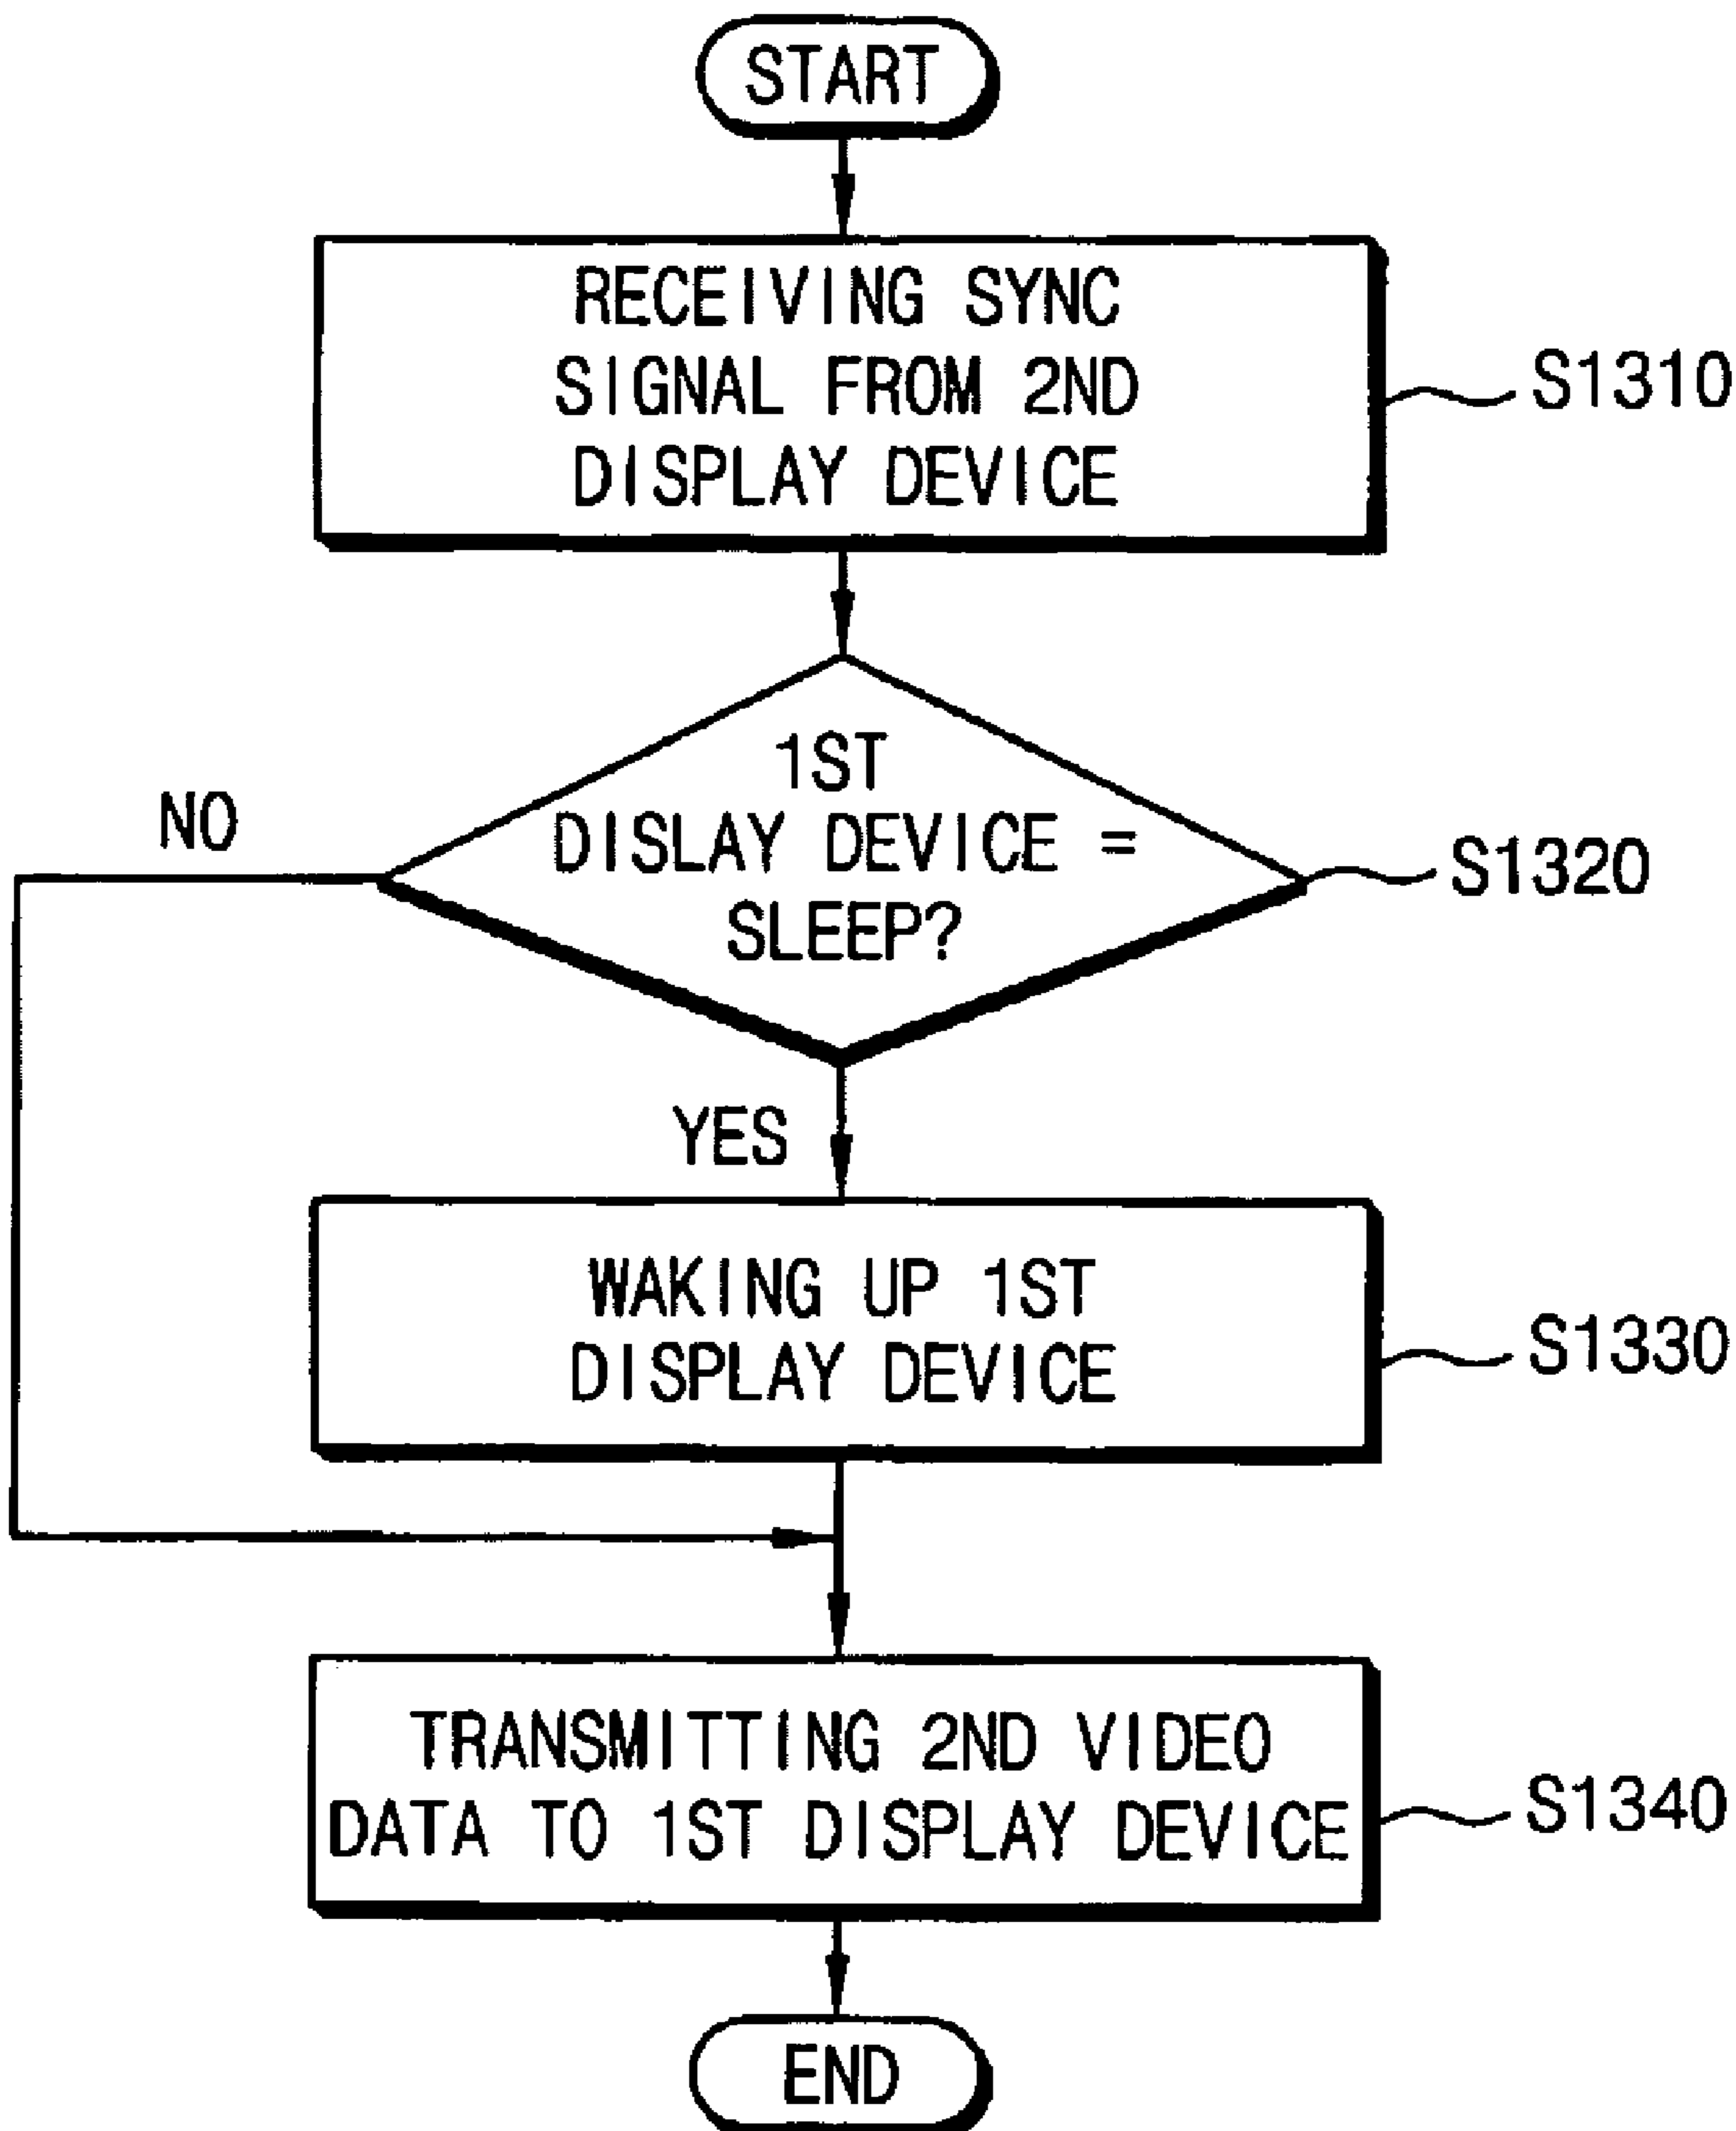 START
RECEIVING SYNC
SIGNAL FROM 2ND
DISPLAY DEVICE
S1310
1ST
DISLAY DEVICE =
SLEEP?
S1320
NO
YES
WAKING UP 1ST
DISPLAY DEVICE
S1330
TRANSMITTING 2ND VIDEO
DATA TO 1ST DISPLAY DEVICE
S1340
END